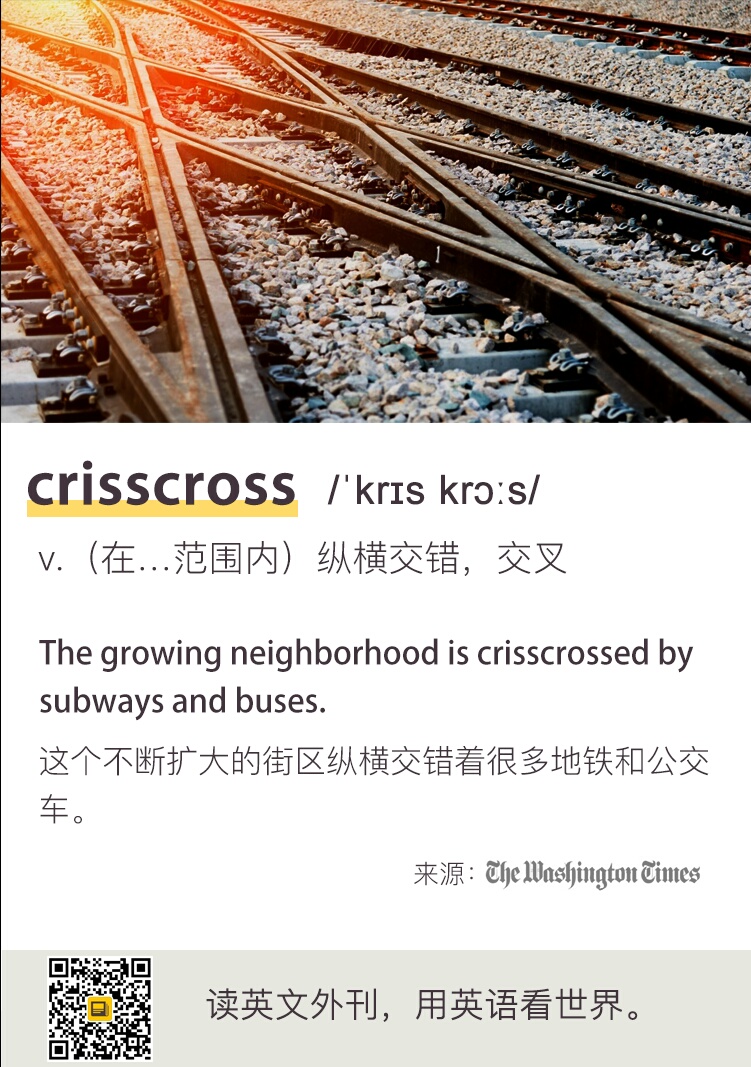 crisscross /ˈkrɪs krɔːs/
v.（在…范围内）纵横交错，交叉
The growing neighborhood is crisscrossed by
subways and buses.
这个不断扩大的街区纵横交错着很多地铁和公交
车。
来源：The Washington Times
读英文外刊，用英语看世界。